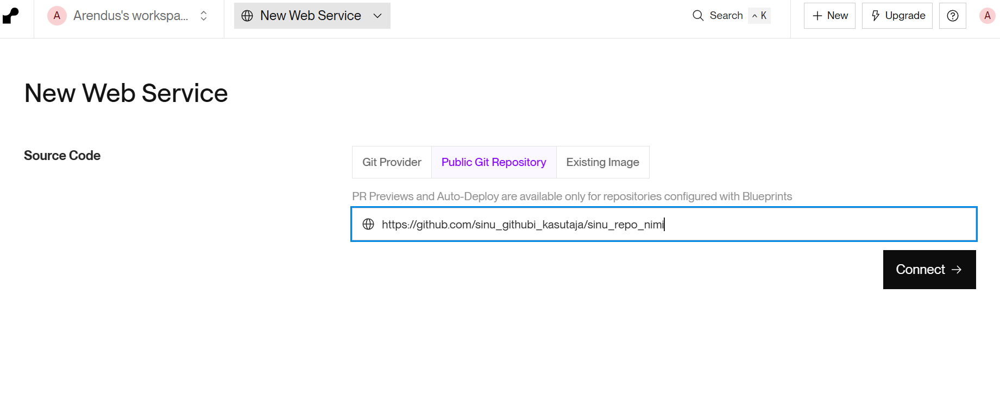 A Arendus's workspa... New Web Service Search ^ K + New Upgrade ? A
New Web Service
Source Code
Git Provider Public Git Repository Existing Image
PR Previews and Auto-Deploy are available only for repositories configured with Blueprints
https://github.com/sinu_githubi_kasutaja/sinu_repo_nimi
Connect →